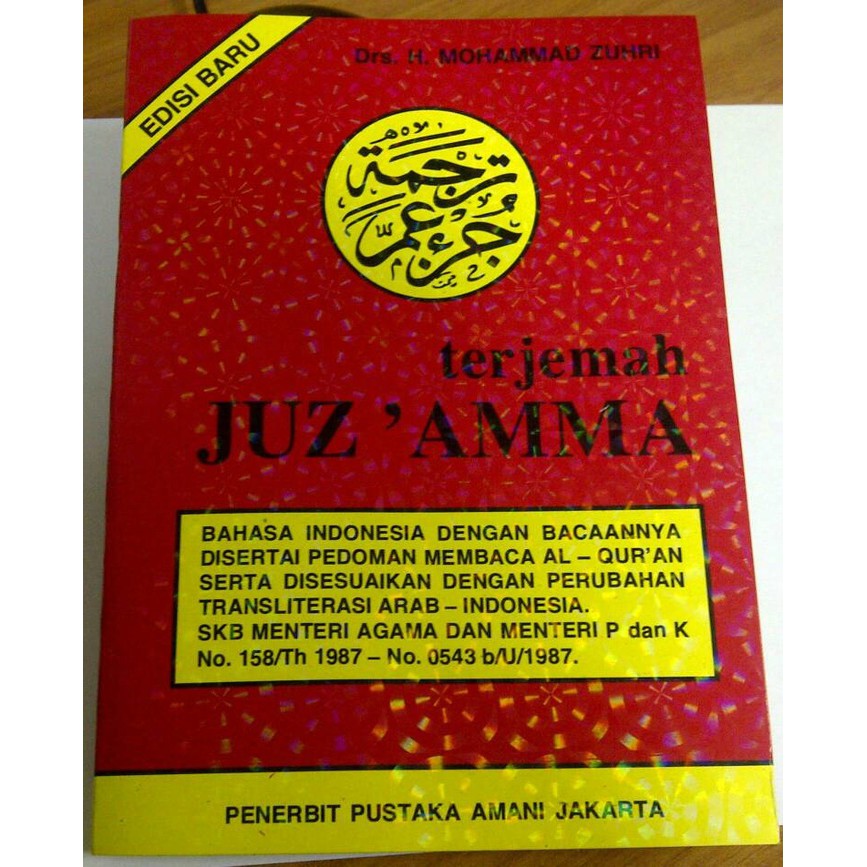 EDISI BARU
Drs. H. MOHAMMAD ZUHRI
ترجمة
جزء عم
terjemah
JUZ ’AMMA
BAHASA INDONESIA DENGAN BACAANNYA
DISERTAI PEDOMAN MEMBACA AL – QUR’AN
SERTA DISESUAIKAN DENGAN PERUBAHAN
TRANSLITERASI ARAB – INDONESIA.
SKB MENTERI AGAMA DAN MENTERI P dan K
No. 158/Th 1987 – No. 0543 b/U/1987.
PENERBIT PUSTAKA AMANI JAKARTA